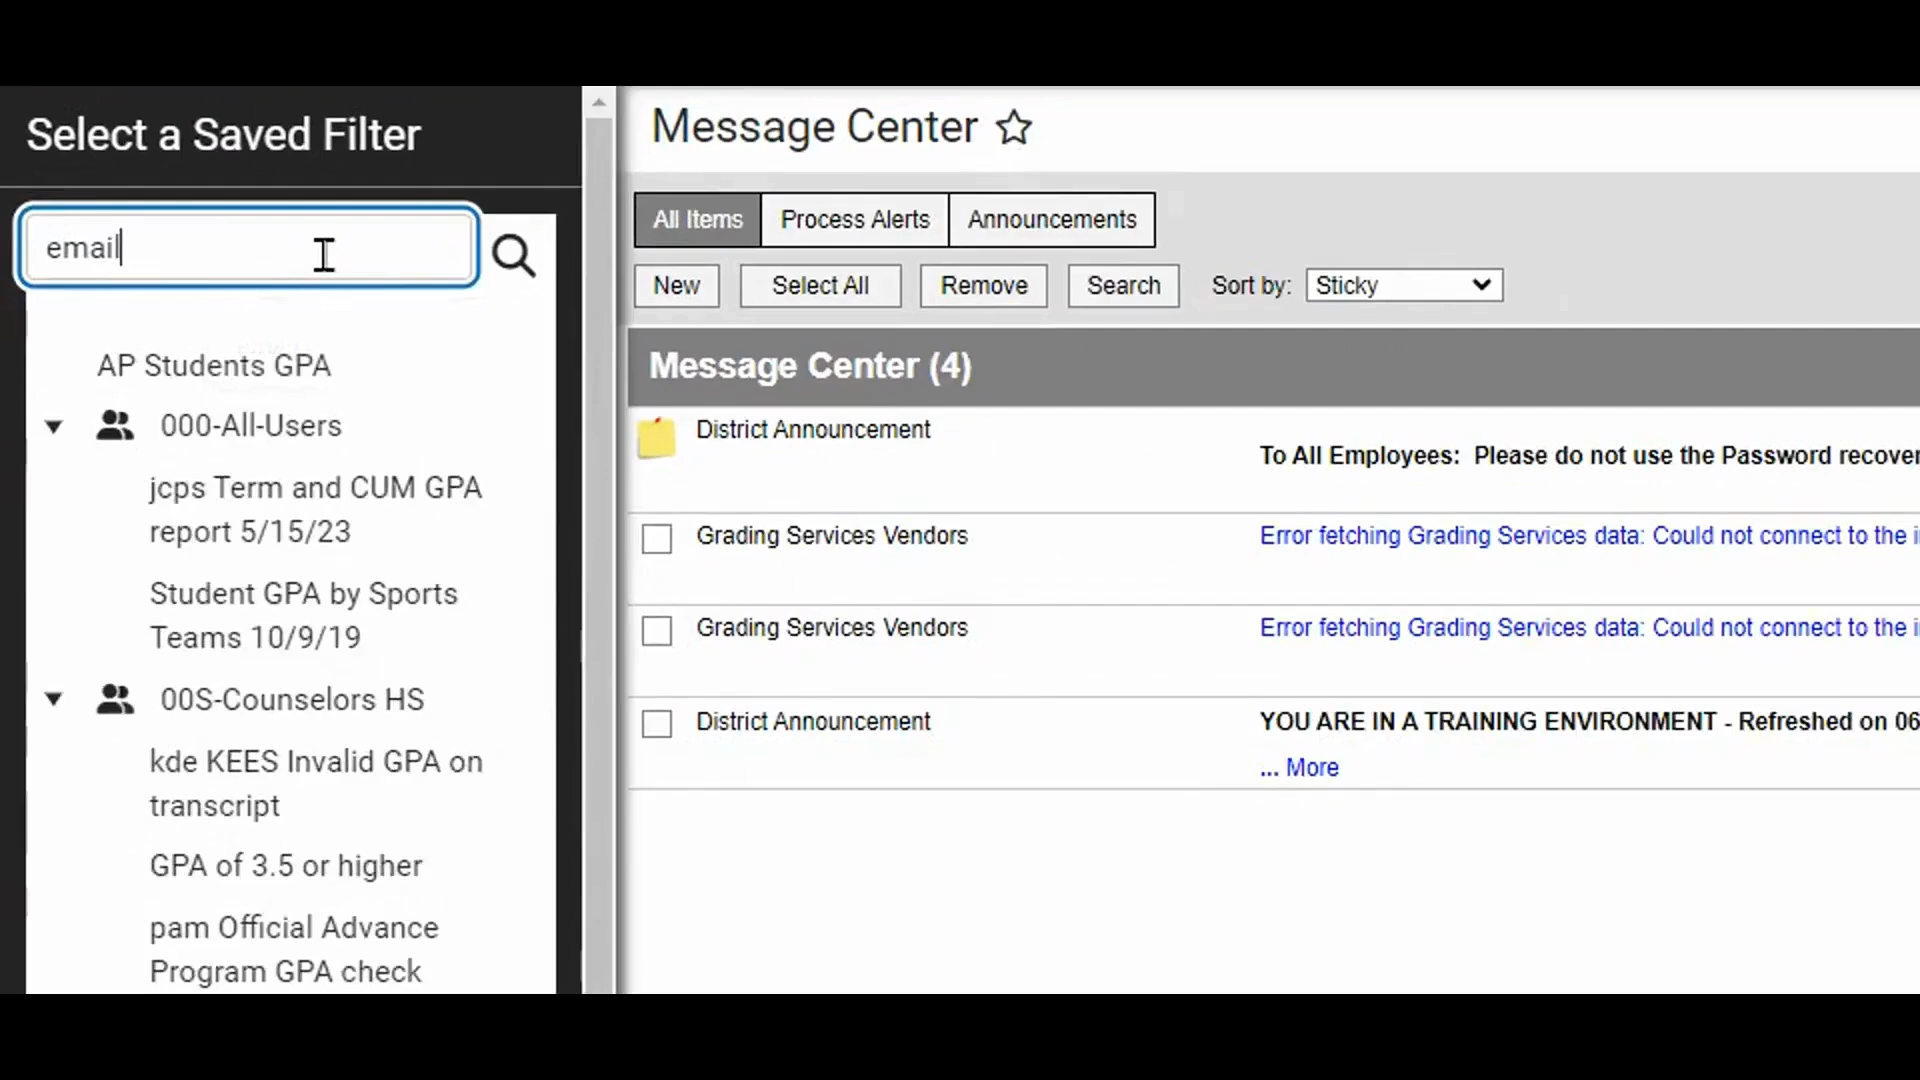 Select a Saved Filter
email
AP Students GPA
000-All-Users
jcps Term and CUM GPA
report 5/15/23
Student GPA by Sports
Teams 10/9/19
00S-Counselors HS
kde KEES Invalid GPA on
transcript
GPA of 3.5 or higher
pam Official Advance
Program GPA check
Message Center
All Items Process Alerts Announcements
New Select All Remove Search Sort by: Sticky
Message Center (4)
District Announcement
To All Employees: Please do not use the Password recover
Grading Services Vendors
Error fetching Grading Services data: Could not connect to the i
Grading Services Vendors
Error fetching Grading Services data: Could not connect to the i
District Announcement
YOU ARE IN A TRAINING ENVIRONMENT - Refreshed on 06
... More